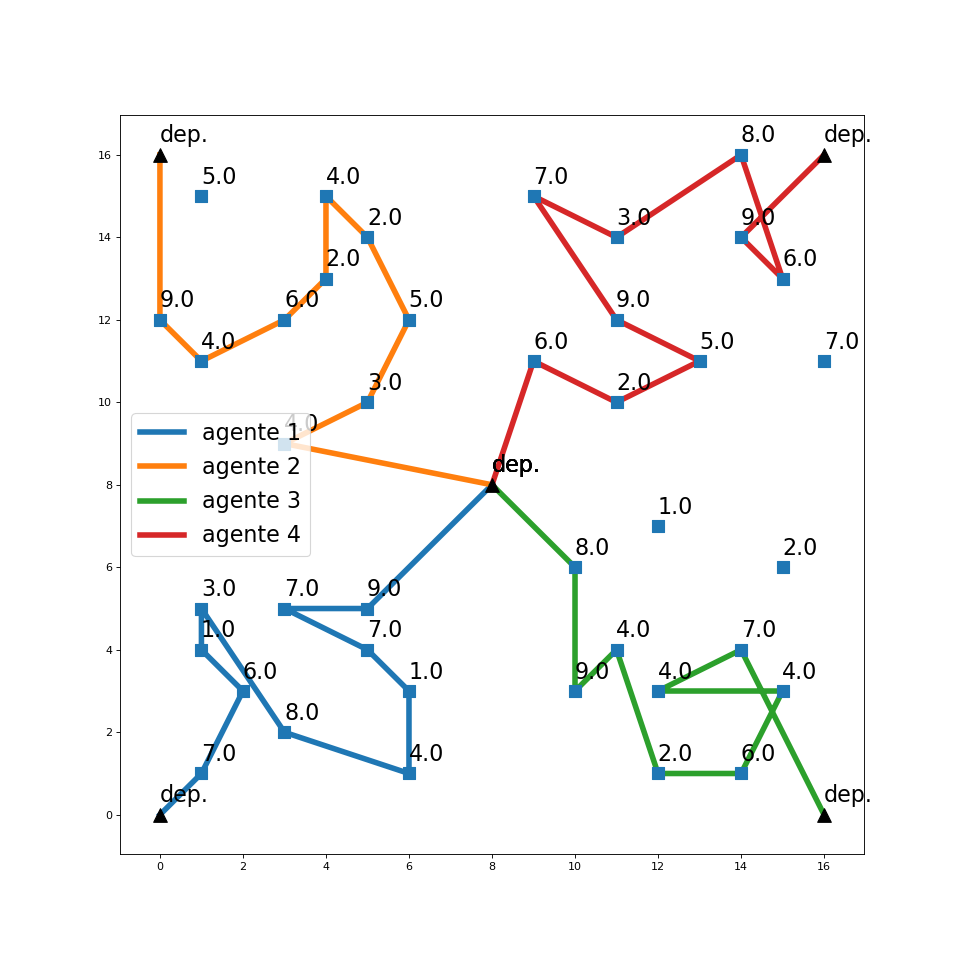 dep. 8.0 dep.
16
5.0 4.0 7.0
2.0 3.0 9.0
14
2.0 6.0
9.0 6.0 5.0 9.0
12
4.0 6.0 5.0 7.0
3.0 2.0
10
4.0
agente 1
agente 2
agente 3
agente 4
dep.
8
1.0
8.0 2.0
6
3.0 7.0 9.0
1.0 7.0 4.0 7.0
4
6.0 1.0 9.0 4.0 4.0
8.0
2
7.0 4.0 2.0 6.0
dep. dep.
0
0 2 4 6 8 10 12 14 16